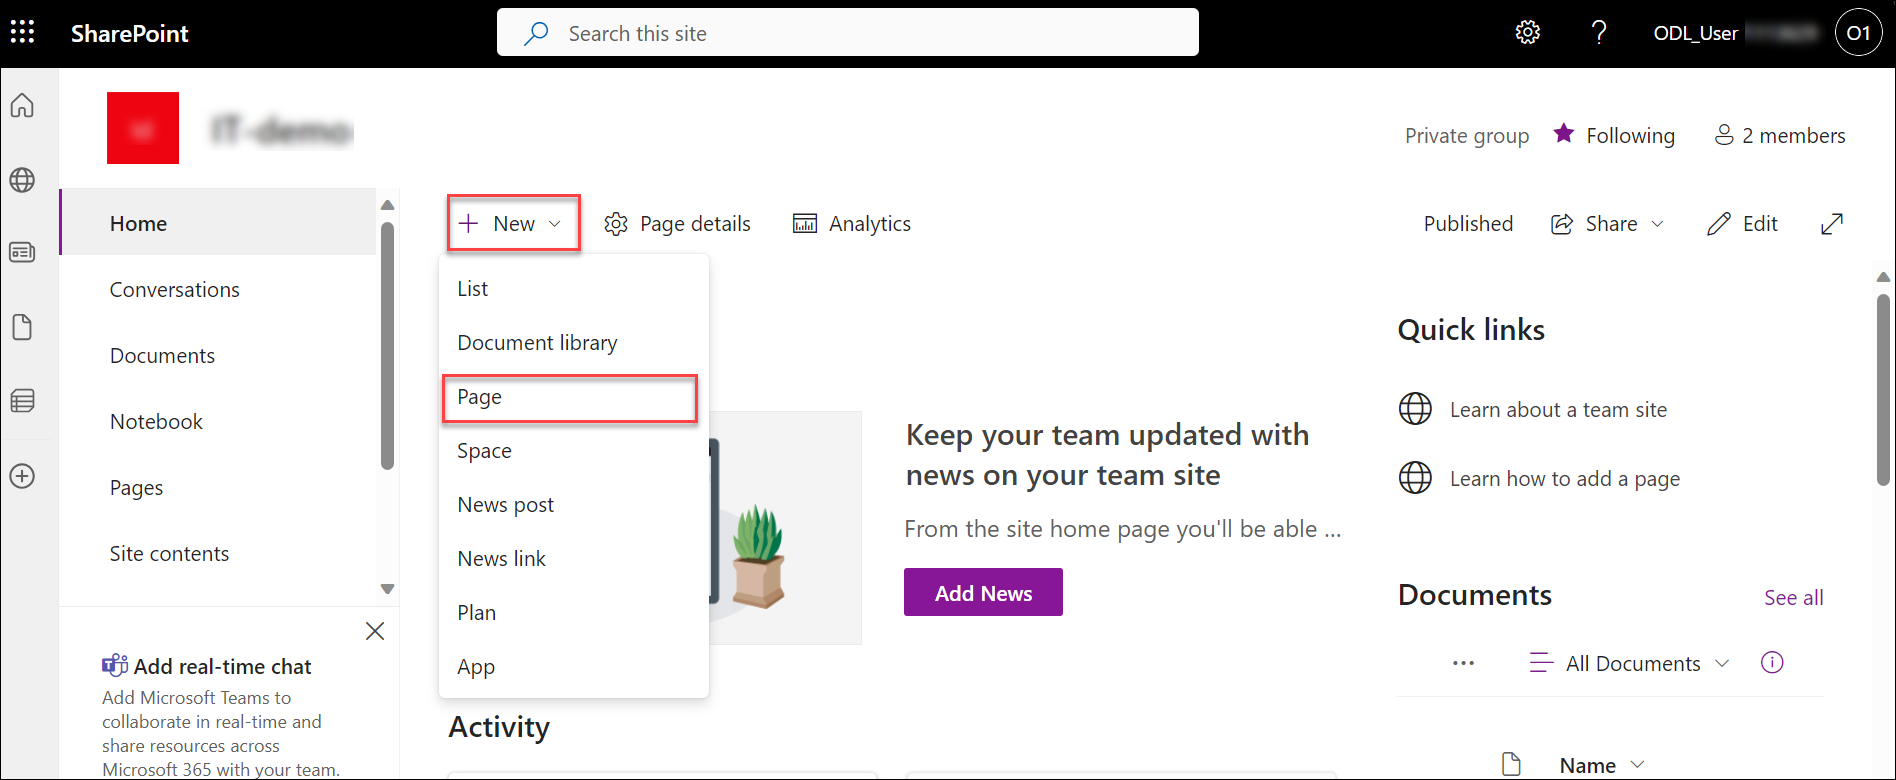 SharePoint
Search this site
ODL_User
O1
Private group
Following
2 members
Home
Conversations
Documents
Notebook
Pages
Site contents
Add real-time chat
Add Microsoft Teams to
collaborate in real-time and
share resources across
Microsoft 365 with your team.
New
Page details
Analytics
Published
Share
Edit
List
Document library
Page
Space
News post
News link
Plan
App
Keep your team updated with
news on your team site
From the site home page you'll be able ...
Add News
Activity
Quick links
Learn about a team site
Learn how to add a page
Documents
See all
All Documents
Name